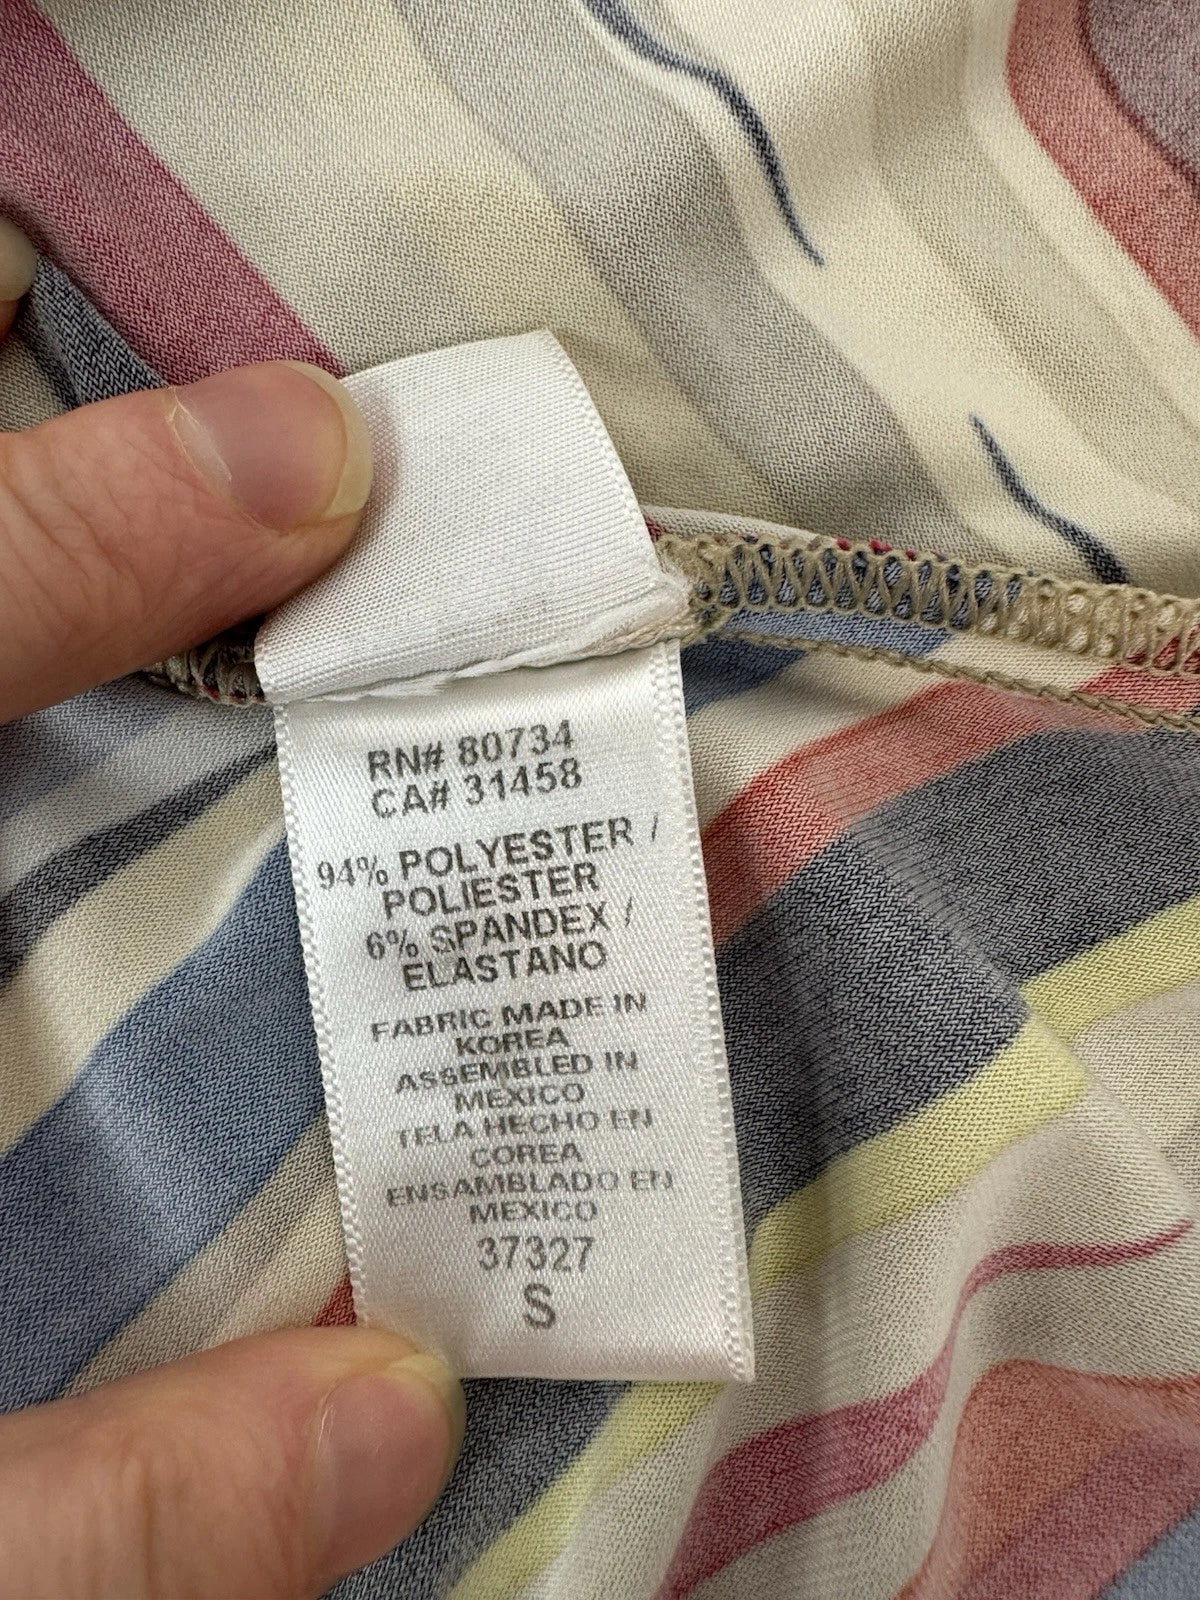 RN# 80734
CA# 31458
94% POLYESTER /
POLIESTER
6% SPANDEX /
ELASTANO
FABRIC MADE IN
KOREA
ASSEMBLED IN
MEXICO
TELA HECHO EN
COREA
ENSAMBLADO EN
MEXICO
37327
S